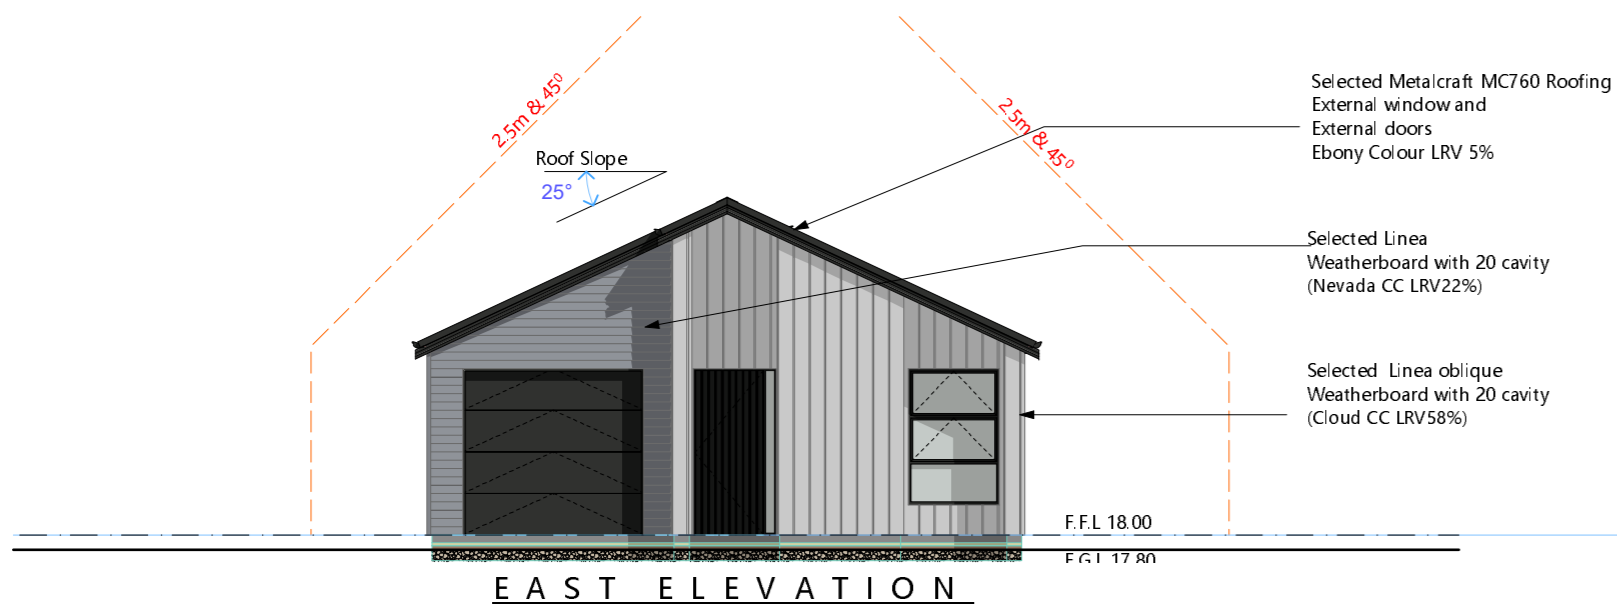 2.5m & 45⁰
2.5m & 45⁰
Roof Slope
25°
Selected Metalcraft MC760 Roofing
External window and
External doors
Ebony Colour LRV 5%
Selected Linea
Weatherboard with 20 cavity
(Nevada CC LRV22%)
Selected Linea oblique
Weatherboard with 20 cavity
(Cloud CC LRV58%)
F.F.L 18.00
F.G.L 17.80
EAST ELEVATION